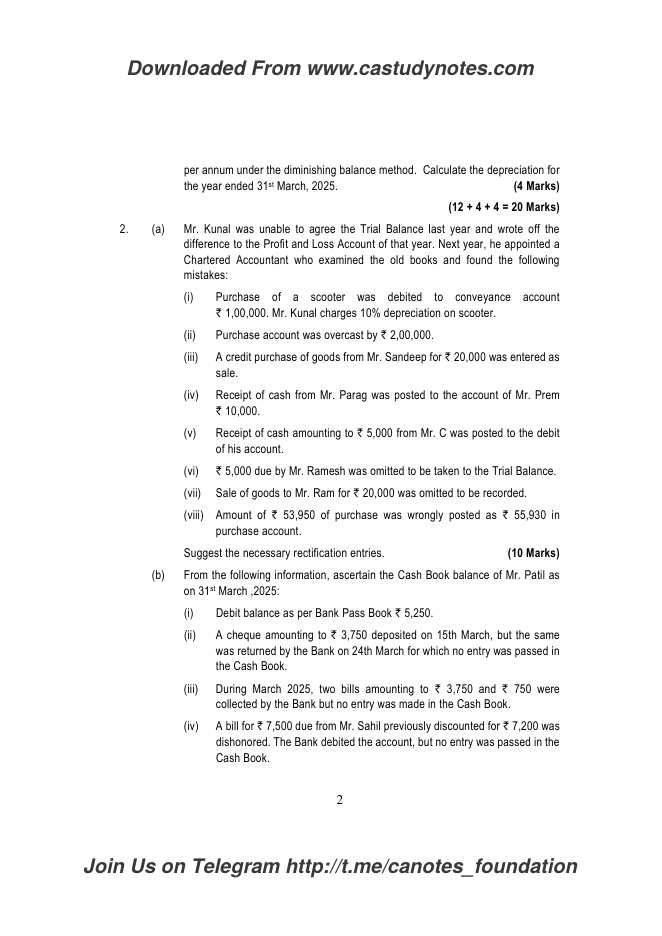 Downloaded From www.castudynotes.com
per annum under the diminishing balance method. Calculate the depreciation for
the year ended 31st March, 2025. (4 Marks)
(12 + 4 + 4 = 20 Marks)
2. (a) Mr. Kunal was unable to agree the Trial Balance last year and wrote off the
difference to the Profit and Loss Account of that year. Next year, he appointed a
Chartered Accountant who examined the old books and found the following
mistakes:
(i) Purchase of a scooter was debited to conveyance account
₹ 1,00,000. Mr. Kunal charges 10% depreciation on scooter.
(ii) Purchase account was overcast by ₹ 2,00,000.
(iii) A credit purchase of goods from Mr. Sandeep for ₹ 20,000 was entered as
sale.
(iv) Receipt of cash from Mr. Parag was posted to the account of Mr. Prem
₹ 10,000.
(v) Receipt of cash amounting to ₹ 5,000 from Mr. C was posted to the debit
of his account.
(vi) ₹ 5,000 due by Mr. Ramesh was omitted to be taken to the Trial Balance.
(vii) Sale of goods to Mr. Ram for ₹ 20,000 was omitted to be recorded.
(viii) Amount of ₹ 53,950 of purchase was wrongly posted as ₹ 55,930 in
purchase account.
Suggest the necessary rectification entries. (10 Marks)
(b) From the following information, ascertain the Cash Book balance of Mr. Patil as
on 31st March ,2025:
(i) Debit balance as per Bank Pass Book ₹ 5,250.
(ii) A cheque amounting to ₹ 3,750 deposited on 15th March, but the same
was returned by the Bank on 24th March for which no entry was passed in
the Cash Book.
(iii) During March 2025, two bills amounting to ₹ 3,750 and ₹ 750 were
collected by the Bank but no entry was made in the Cash Book.
(iv) A bill for ₹ 7,500 due from Mr. Sahil previously discounted for ₹ 7,200 was
dishonored. The Bank debited the account, but no entry was passed in the
Cash Book.
2
Join Us on Telegram http://t.me/canotes_foundation